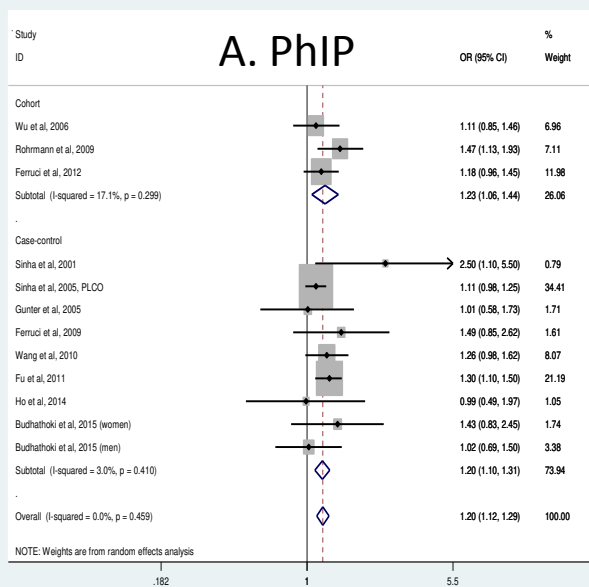 Study %
A. PhIP
ID OR (95% CI) Weight
Cohort
Wu et al, 2006 1.11 (0.85, 1.46) 6.96
Rohrmann et al, 2009 1.47 (1.13, 1.93) 7.11
Ferruci et al, 2012 1.18 (0.96, 1.45) 11.98
Subtotal (I-squared = 17.1%, p = 0.299) 1.23 (1.06, 1.44) 26.06
.
Case-control
Sinha et al, 2001 2.50 (1.10, 5.50) 0.79
Sinha et al, 2005, PLCO 1.11 (0.98, 1.25) 34.41
Gunter et al, 2005 1.01 (0.58, 1.73) 1.71
Ferruci et al, 2009 1.49 (0.85, 2.62) 1.61
Wang et al, 2010 1.26 (0.98, 1.62) 8.07
Fu et al, 2011 1.30 (1.10, 1.50) 21.19
Ho et al, 2014 0.99 (0.49, 1.97) 1.05
Budhathoki et al, 2015 (women) 1.43 (0.83, 2.45) 1.74
Budhathoki et al, 2015 (men) 1.02 (0.69, 1.50) 3.38
Subtotal (I-squared = 3.0%, p = 0.410) 1.20 (1.10, 1.31) 73.94
.
Overall (I-squared = 0.0%, p = 0.459) 1.20 (1.12, 1.29) 100.00
NOTE: Weights are from random effects analysis
.182 1 5.5